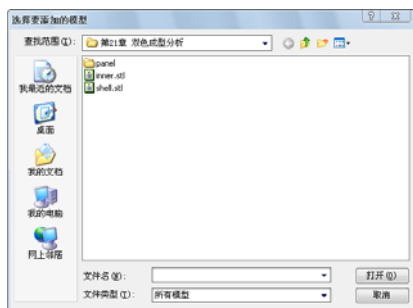 选择要添加的模型
查找范围(I): 第21章 双色成型分析
panel
inner.stl
shell.stl
我最近的文档
桌面
我的文档
我的电脑
网上邻居
文件名(N): 打开(O)
文件类型(T): 所有模型 取消